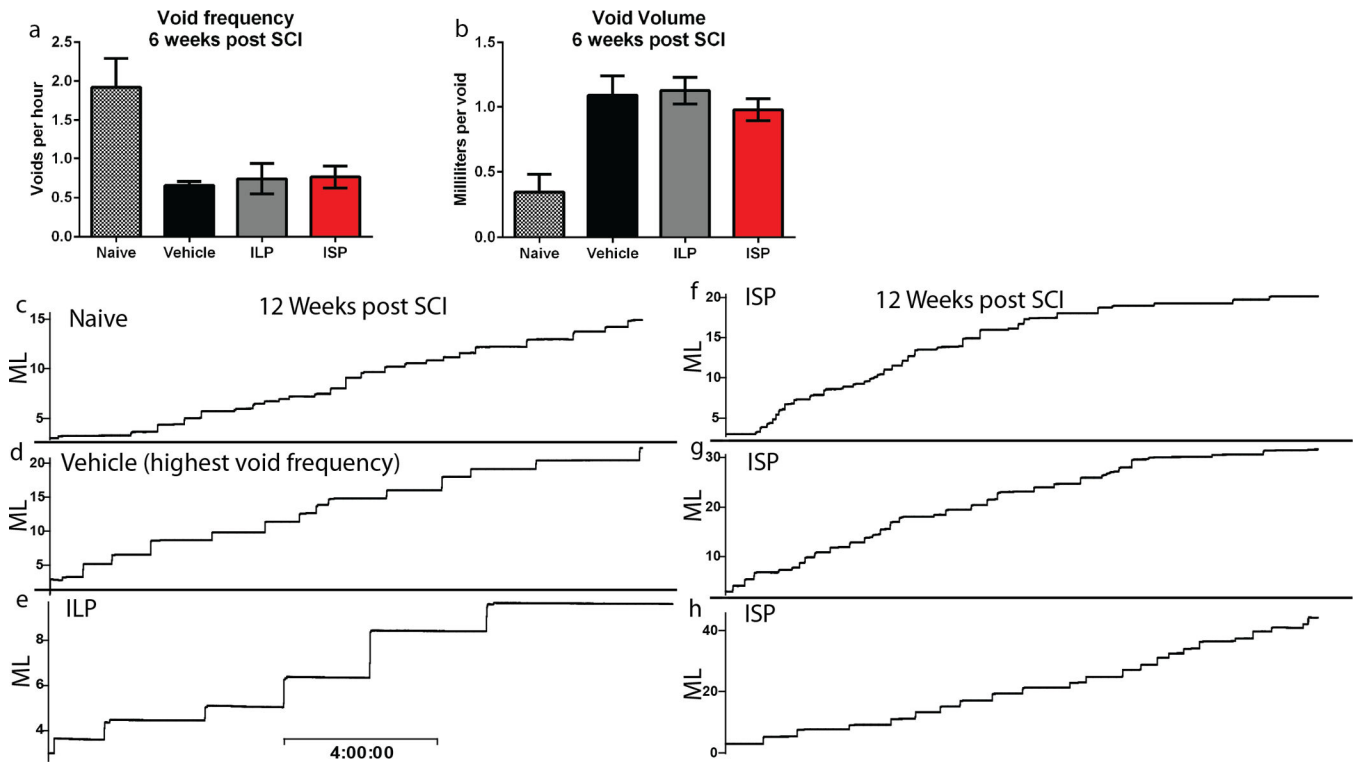 a
Void frequency
6 weeks post SCI
Voids per hour
2.5
2.0
1.5
1.0
0.5
0.0
Naive
Vehicle
ILP
ISP
b
Void Volume
6 weeks post SCI
Milliliters per void
1.5
1.0
0.5
0.0
Naive
Vehicle
ILP
ISP
c
Naive
12 Weeks post SCI
ML
15
10
5
d
Vehicle (highest void frequency)
ML
20
15
10
5
e
ILP
ML
8
6
4
4:00:00
f
ISP
12 Weeks post SCI
ML
20
15
10
5
g
ISP
ML
30
20
10
h
ISP
ML
40
20
0